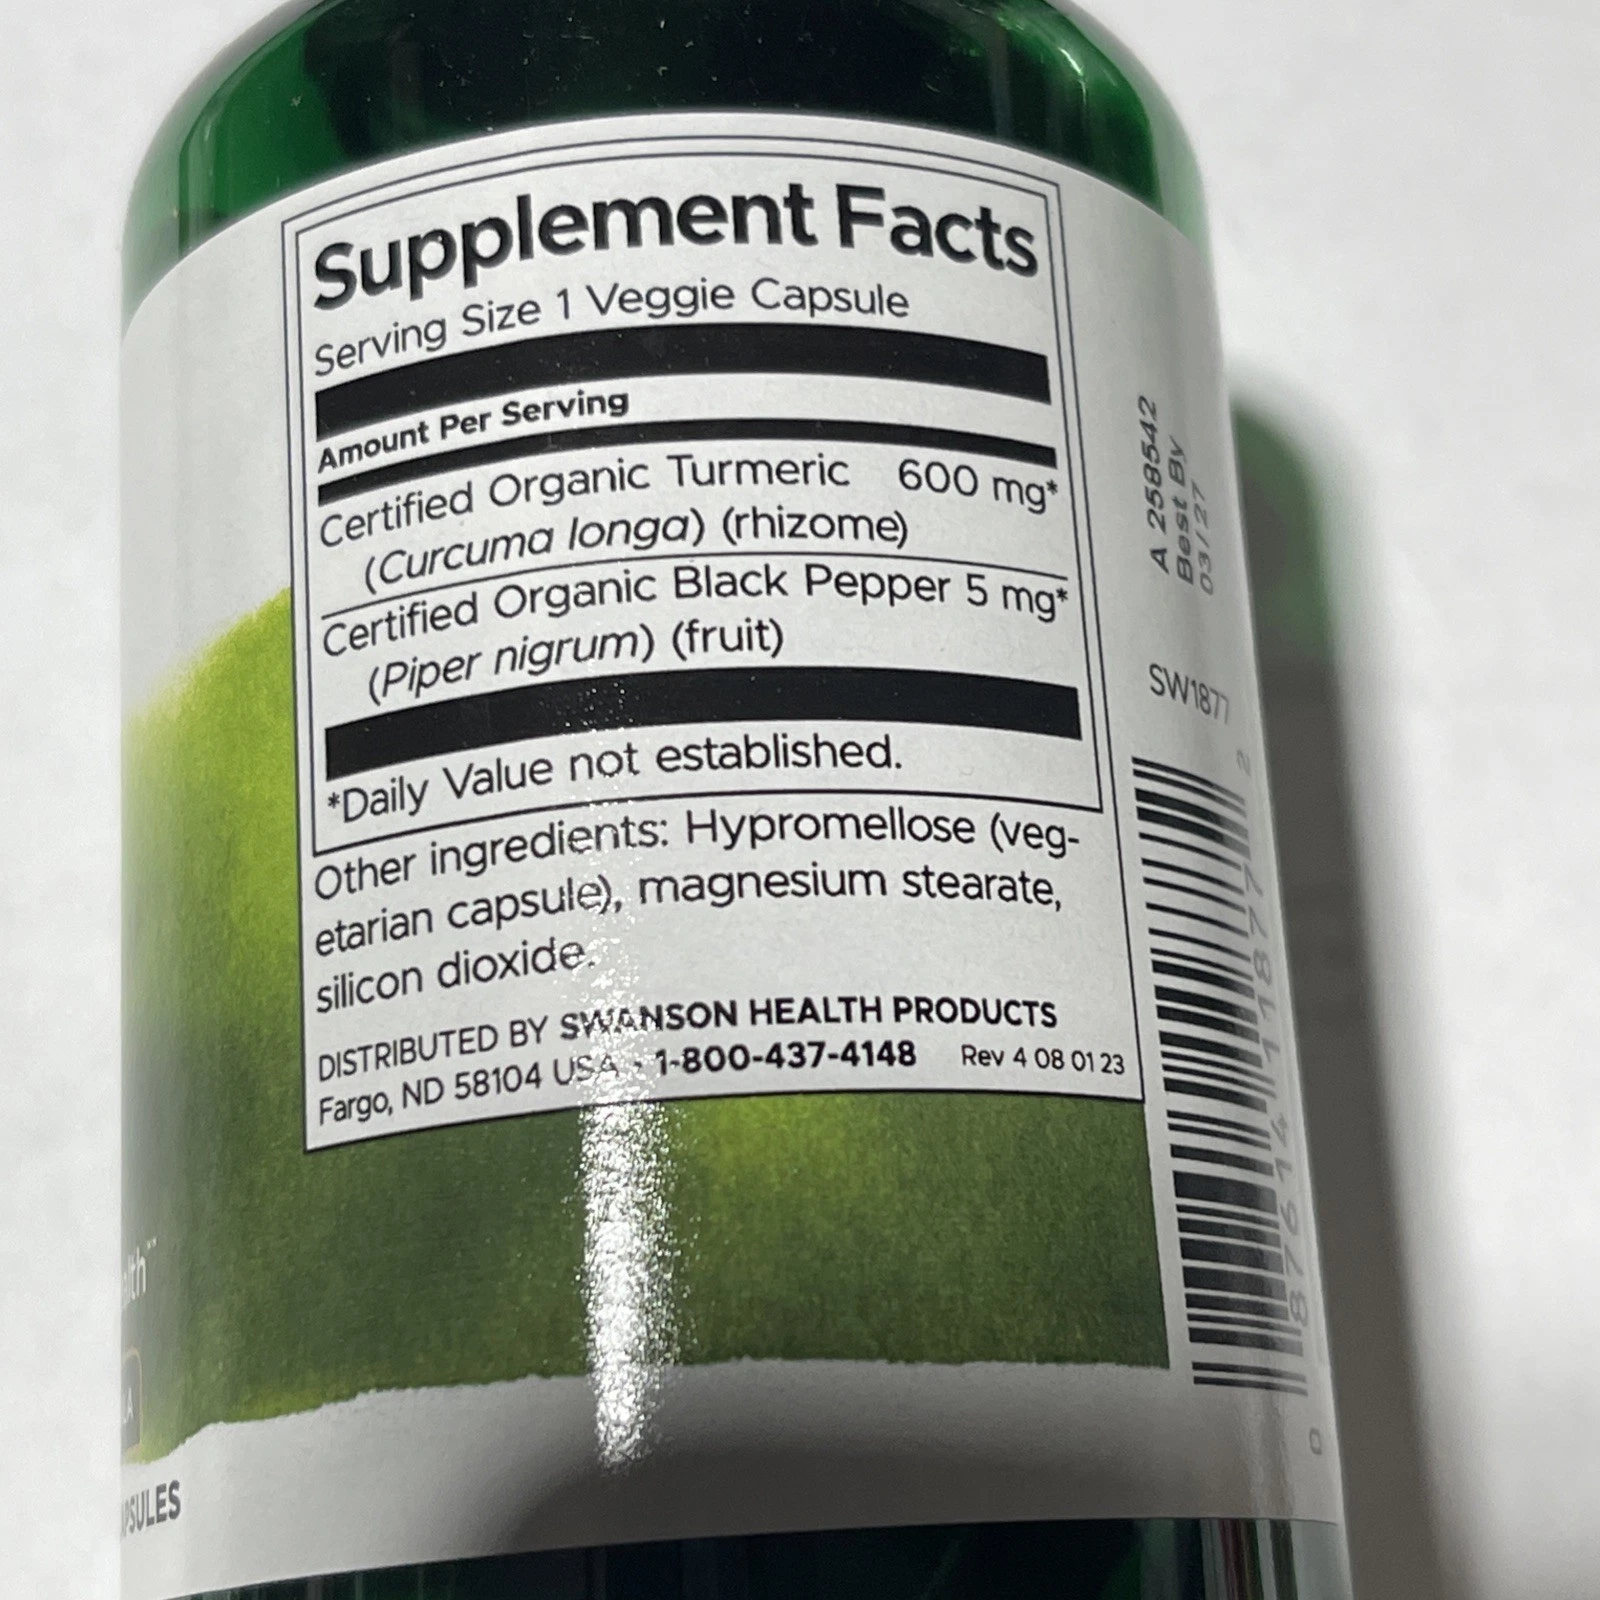 Supplement Facts
Serving Size 1 Veggie Capsule
Amount Per Serving
Certified Organic Turmeric 600 mg*
(Curcuma longa) (rhizome)
Certified Organic Black Pepper 5 mg*
(Piper nigrum) (fruit)
*Daily Value not established.
Other ingredients: Hypromellose (veg-
etarian capsule), magnesium stearate,
silicon dioxide.
DISTRIBUTED BY SWANSON HEALTH PRODUCTS
Fargo, ND 58104 USA • 1-800-437-4148 Rev 4 08 01 23
A 258542
Best By
03/27
SW1877